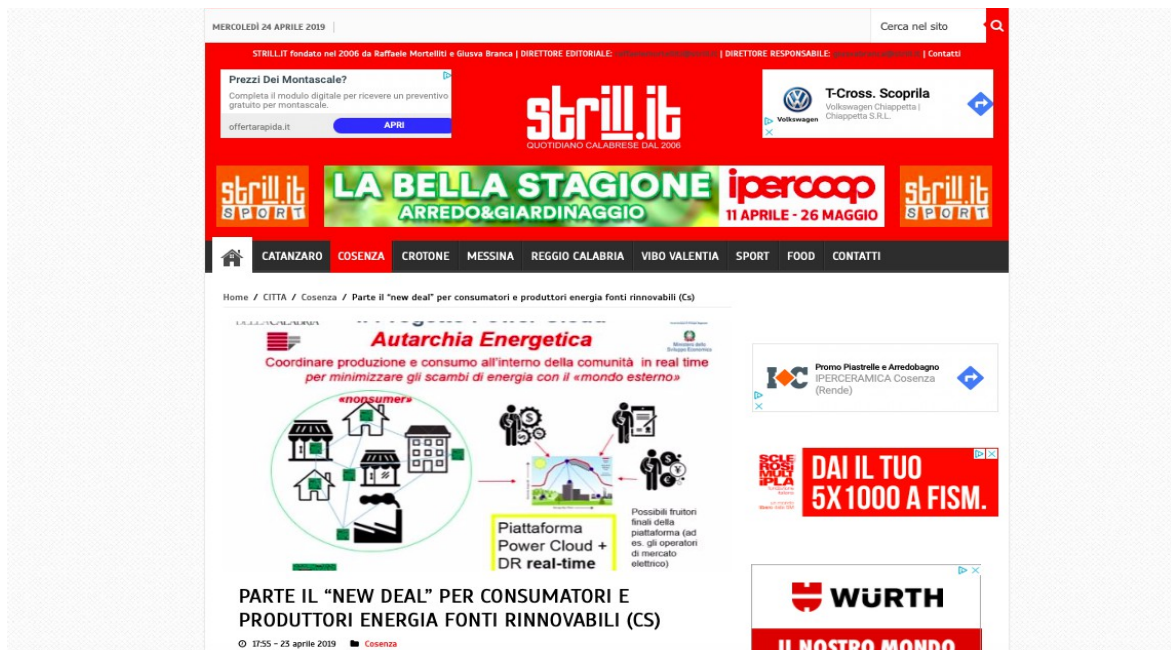 MERCOLEDÌ 24 APRILE 2019
Cerca nel sito
STRILL.IT fondato nel 2006 da Raffaele Mortelliti e Giusva Branca | DIRETTORE EDITORIALE: | DIRETTORE RESPONSABILE: | Contatti
Prezzi Dei Montascale?
Completa il modulo digitale per ricevere un preventivo
gratuito per montascale.
offertarapida.it
APRI
strill.it
QUOTIDIANO CALABRESE DAL 2006
Volkswagen
T-Cross. Scoprila
Volkswagen Chiappetta |
Chiappetta S.R.L.
strill.it
SPORT
LA BELLA STAGIONE
ARREDO&GIARDINAGGIO
ipercoop
11 APRILE - 26 MAGGIO
strill.it
SPORT
CATANZARO COSENZA CROTONE MESSINA REGGIO CALABRIA VIBO VALENTIA SPORT FOOD CONTATTI
Home / CITTA / Cosenza / Parte il “new deal” per consumatori e produttori energia fonti rinnovabili (Cs)
Autarchia Energetica
Ministero dello
Sviluppo Economico
Coordinare produzione e consumo all'interno della comunità in real time
per minimizzare gli scambi di energia con il «mondo esterno»
«nonsumer»
Possibili fruitori
finali della
piattaforma (ad
es. gli operatori
di mercato
elettrico)
Piattaforma
Power Cloud +
DR real-time
PARTE IL “NEW DEAL” PER CONSUMATORI E
PRODUTTORI ENERGIA FONTI RINNOVABILI (CS)
17:55 - 23 aprile 2019 Cosenza
Promo Piastrelle e Arredobagno
IPERCERAMICA Cosenza
(Rende)
SCLE
ROSI
MULT
iPLA
DAI IL TUO
5X1000 A FISM.
WÜRTH
IL NOSTRO MONDO